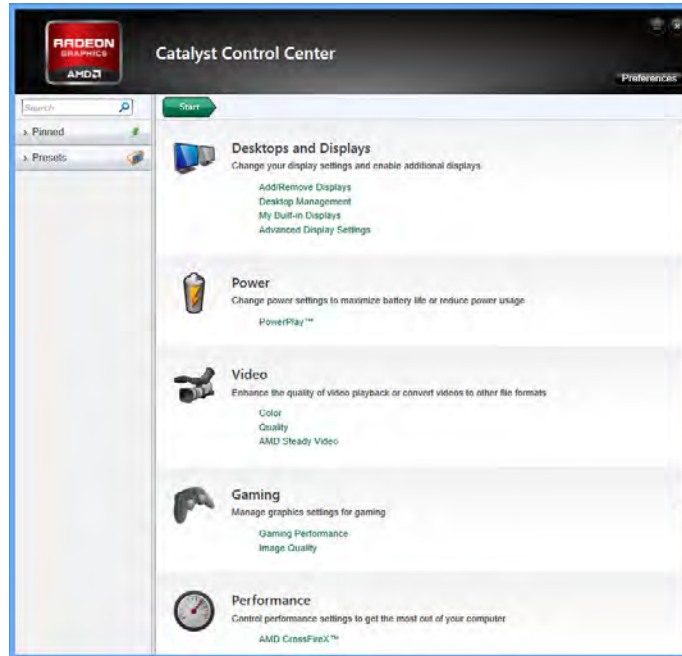 RADEON
GRAPHICS
AMD
Catalyst Control Center
Preferences
Search
Start
› Pinned
› Presets
Desktops and Displays
Change your display settings and enable additional displays
Add/Remove Displays
Desktop Management
My Built-in Displays
Advanced Display Settings
Power
Change power settings to maximize battery life or reduce power usage
PowerPlay™
Video
Enhance the quality of video playback or convert videos to other file formats
Color
Quality
AMD Steady Video
Gaming
Manage graphics settings for gaming
Gaming Performance
Image Quality
Performance
Control performance settings to get the most out of your computer
AMD CrossFireX™